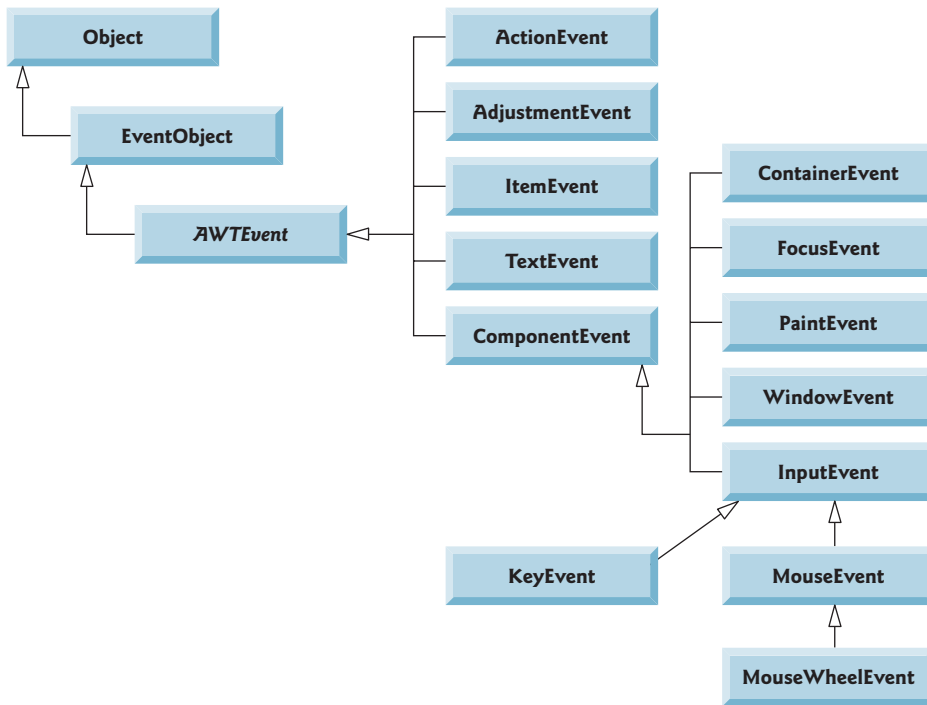 Object
EventObject
AWTEvent
ActionEvent
AdjustmentEvent
ItemEvent
TextEvent
ComponentEvent
ContainerEvent
FocusEvent
PaintEvent
WindowEvent
InputEvent
KeyEvent
MouseEvent
MouseWheelEvent